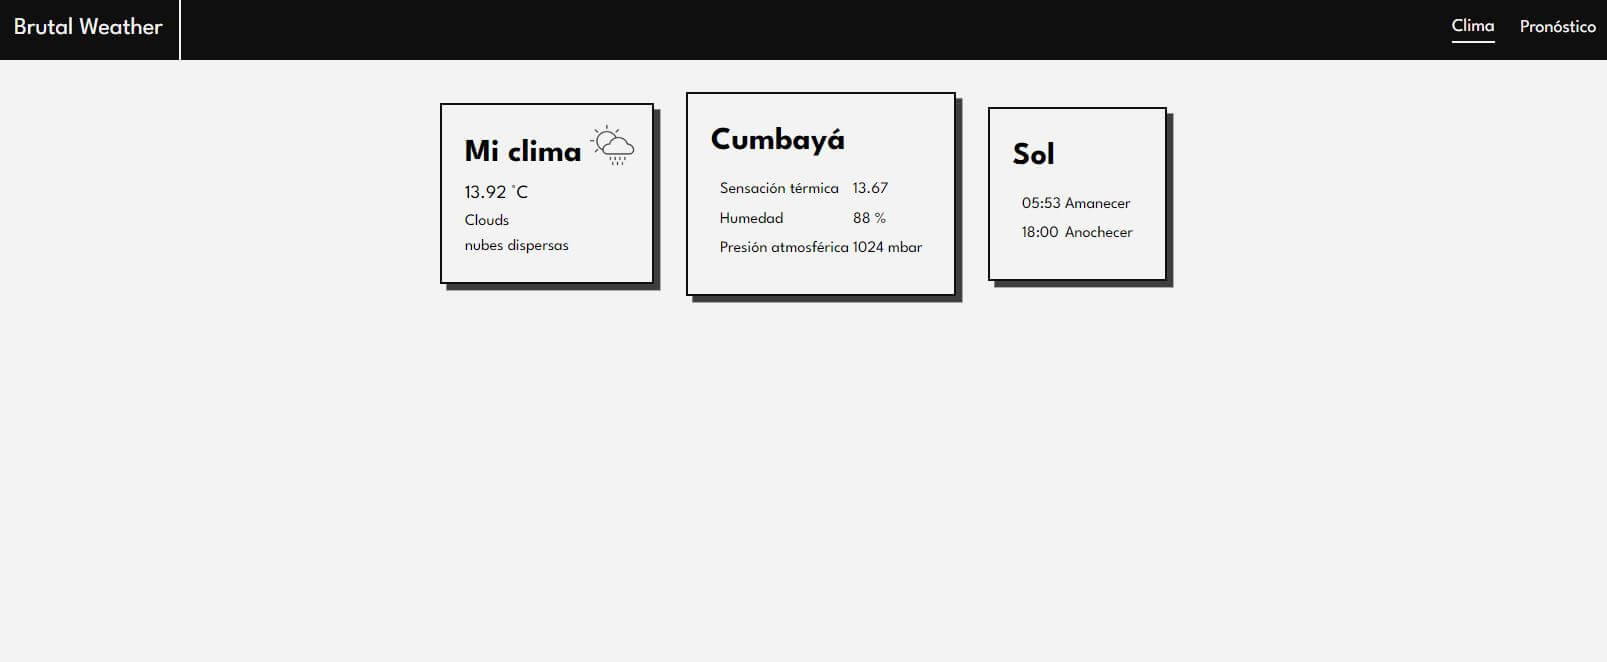 Brutal Weather
Clima
Pronóstico
Mi clima
13.92 °C
Clouds
nubes dispersas
Cumbayá
Sensación térmica 13.67
Humedad 88 %
Presión atmosférica 1024 mbar
Sol
05:53 Amanecer
18:00 Anochecer